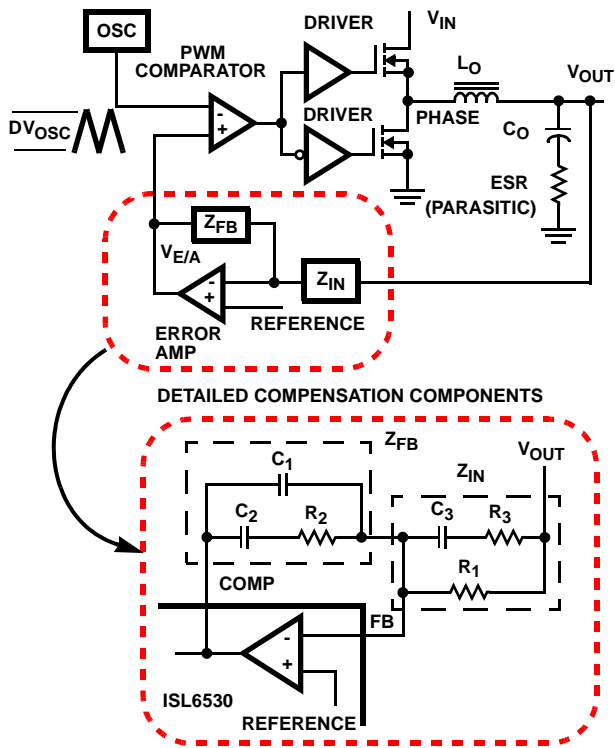 OSC
PWM
COMPARATOR
DRIVER
V_IN
DRIVER
L_O
V_OUT
PHASE
C_O
ESR
(PARASITIC)
DV_OSC
Z_FB
V_E/A
Z_IN
-
+
-
+
REFERENCE
ERROR
AMP
DETAILED COMPENSATION COMPONENTS
Z_FB
V_OUT
C_1
Z_IN
C_2
R_2
C_3
R_3
R_1
COMP
FB
-
+
ISL6530
REFERENCE